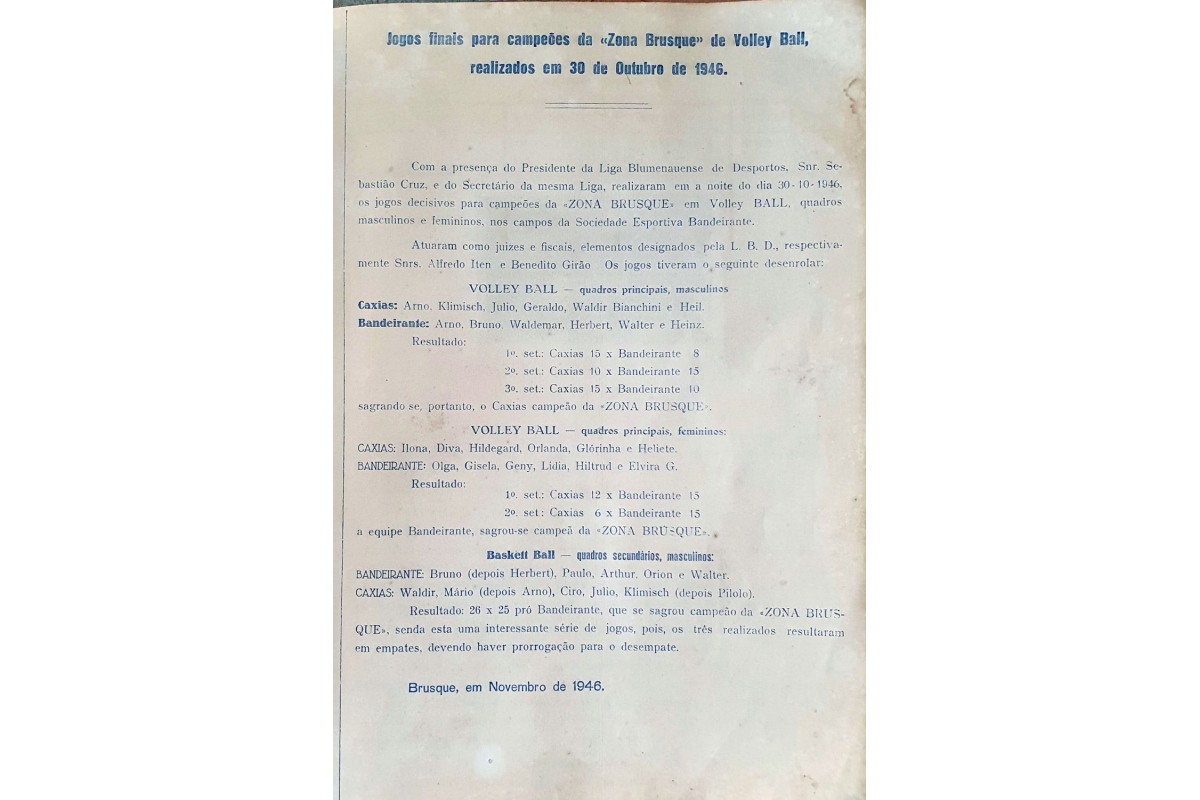 Jogos finais para campeões da «Zona Brusque» de Volley Ball,
realizados em 30 de Outubro de 1946.
Com a presença do Presidente da Liga Blumenauense de Desportos, Snr. Se-
bastião Cruz, e do Secretário da mesma Liga, realizaram em a noite do dia 30-10-1946,
os jogos decisivos para campeões da «ZONA BRUSQUE» em Volley BALL, quadros
masculinos e femininos, nos campos da Sociedade Esportiva Bandeirante.
Atuaram como juizes e fiscais, elementos designados pela L. B. D., respectiva-
mente Snrs. Alfredo Iten e Benedito Girão Os jogos tiveram o seguinte desenrolar:
VOLLEY BALL — quadros principais, masculinos
Caxias: Arno, Klimisch, Julio, Geraldo, Waldir Bianchini e Heil.
Bandeirante: Arno, Bruno, Waldemar, Herbert, Walter e Heinz.
Resultado:
1º. set.: Caxias 15 x Bandeirante 8
2º. set.: Caxias 10 x Bandeirante 15
3º. set.: Caxias 15 x Bandeirante 10
sagrando se, portanto, o Caxias campeão da «ZONA BRUSQUE».
VOLLEY BALL — quadros principais, femininos:
CAXIAS: Ilona, Diva, Hildegard, Orlanda, Glórinha e Heliete.
BANDEIRANTE: Olga, Gisela, Geny, Lidia, Hiltrud e Elvira G.
Resultado:
1º. set.: Caxias 12 x Bandeirante 15
2º. set.: Caxias 6 x Bandeirante 15
a equipe Bandeirante, sagrou-se campeã da «ZONA BRUSQUE».
Baskett Ball — quadros secundários, masculinos:
BANDEIRANTE: Bruno (depois Herbert), Paulo, Arthur, Orion e Walter.
CAXIAS: Waldir, Mário (depois Arno), Ciro, Julio, Klimisch (depois Pilolo).
Resultado: 26 x 25 pró Bandeirante, que se sagrou campeão da «ZONA BRUS-
QUE», senda esta uma interessante série de jogos, pois, os três realizados resultaram
em empates, devendo haver prorrogação para o desempate.
Brusque, em Novembro de 1946.